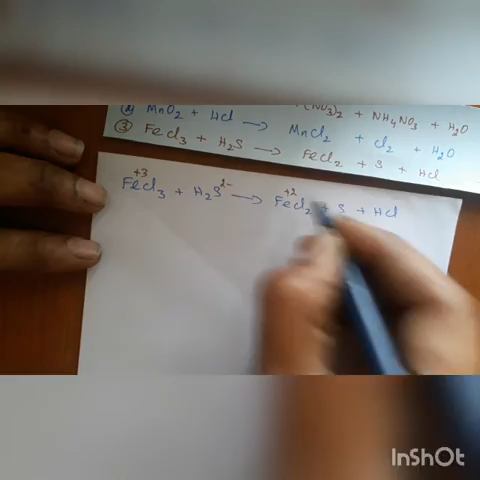 (NO3)2 + NH4NO3 + H2O
MnO2 + HCl → MnCl2 + Cl2 + H2O
③ FeCl3 + H2S → FeCl2 + S + HCl
+3 2- +2
FeCl3 + H2S → FeCl2 + S + HCl
InShOt